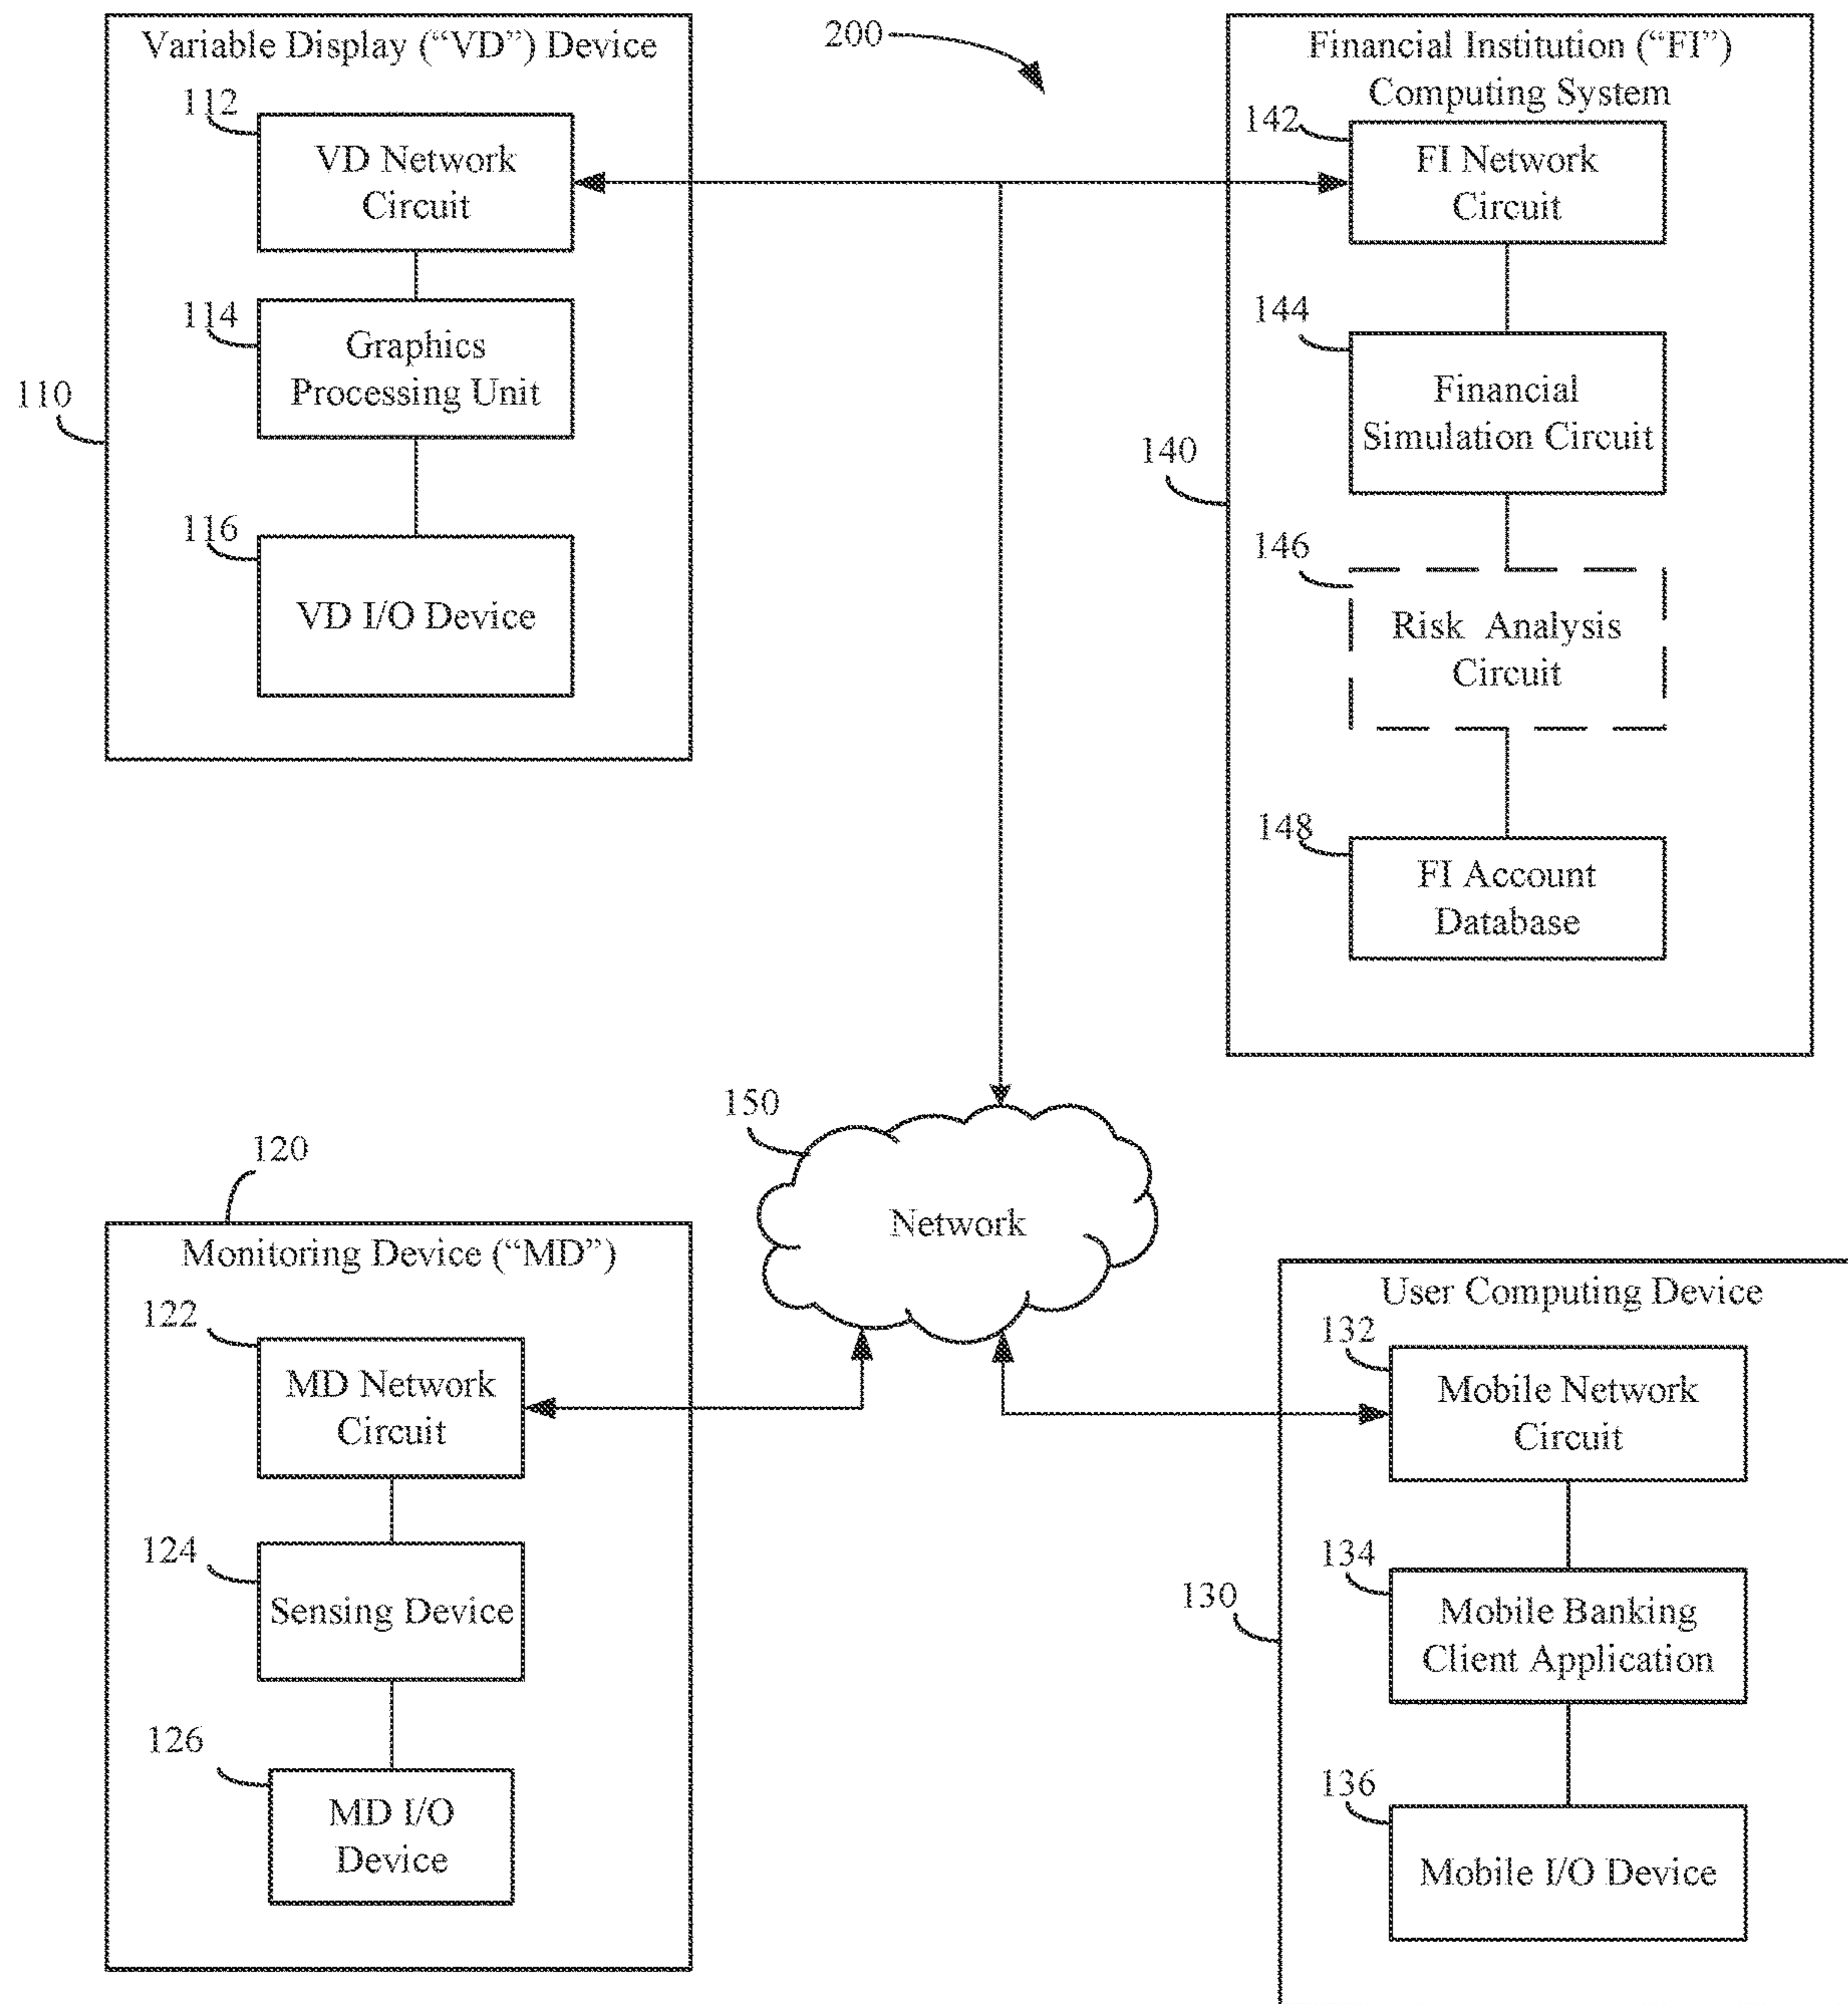 Variable Display (“VD”) Device
112
VD Network
Circuit
114
Graphics
Processing Unit
110
116
VD I/O Device
200
Financial Institution (“FI”)
Computing System
142
FI Network
Circuit
144
Financial
Simulation Circuit
140
146
Risk Analysis
Circuit
148
FI Account
Database
150
Network
120
Monitoring Device (“MD”)
122
MD Network
Circuit
124
Sensing Device
126
MD I/O
Device
User Computing Device
132
Mobile Network
Circuit
134
Mobile Banking
Client Application
130
136
Mobile I/O Device